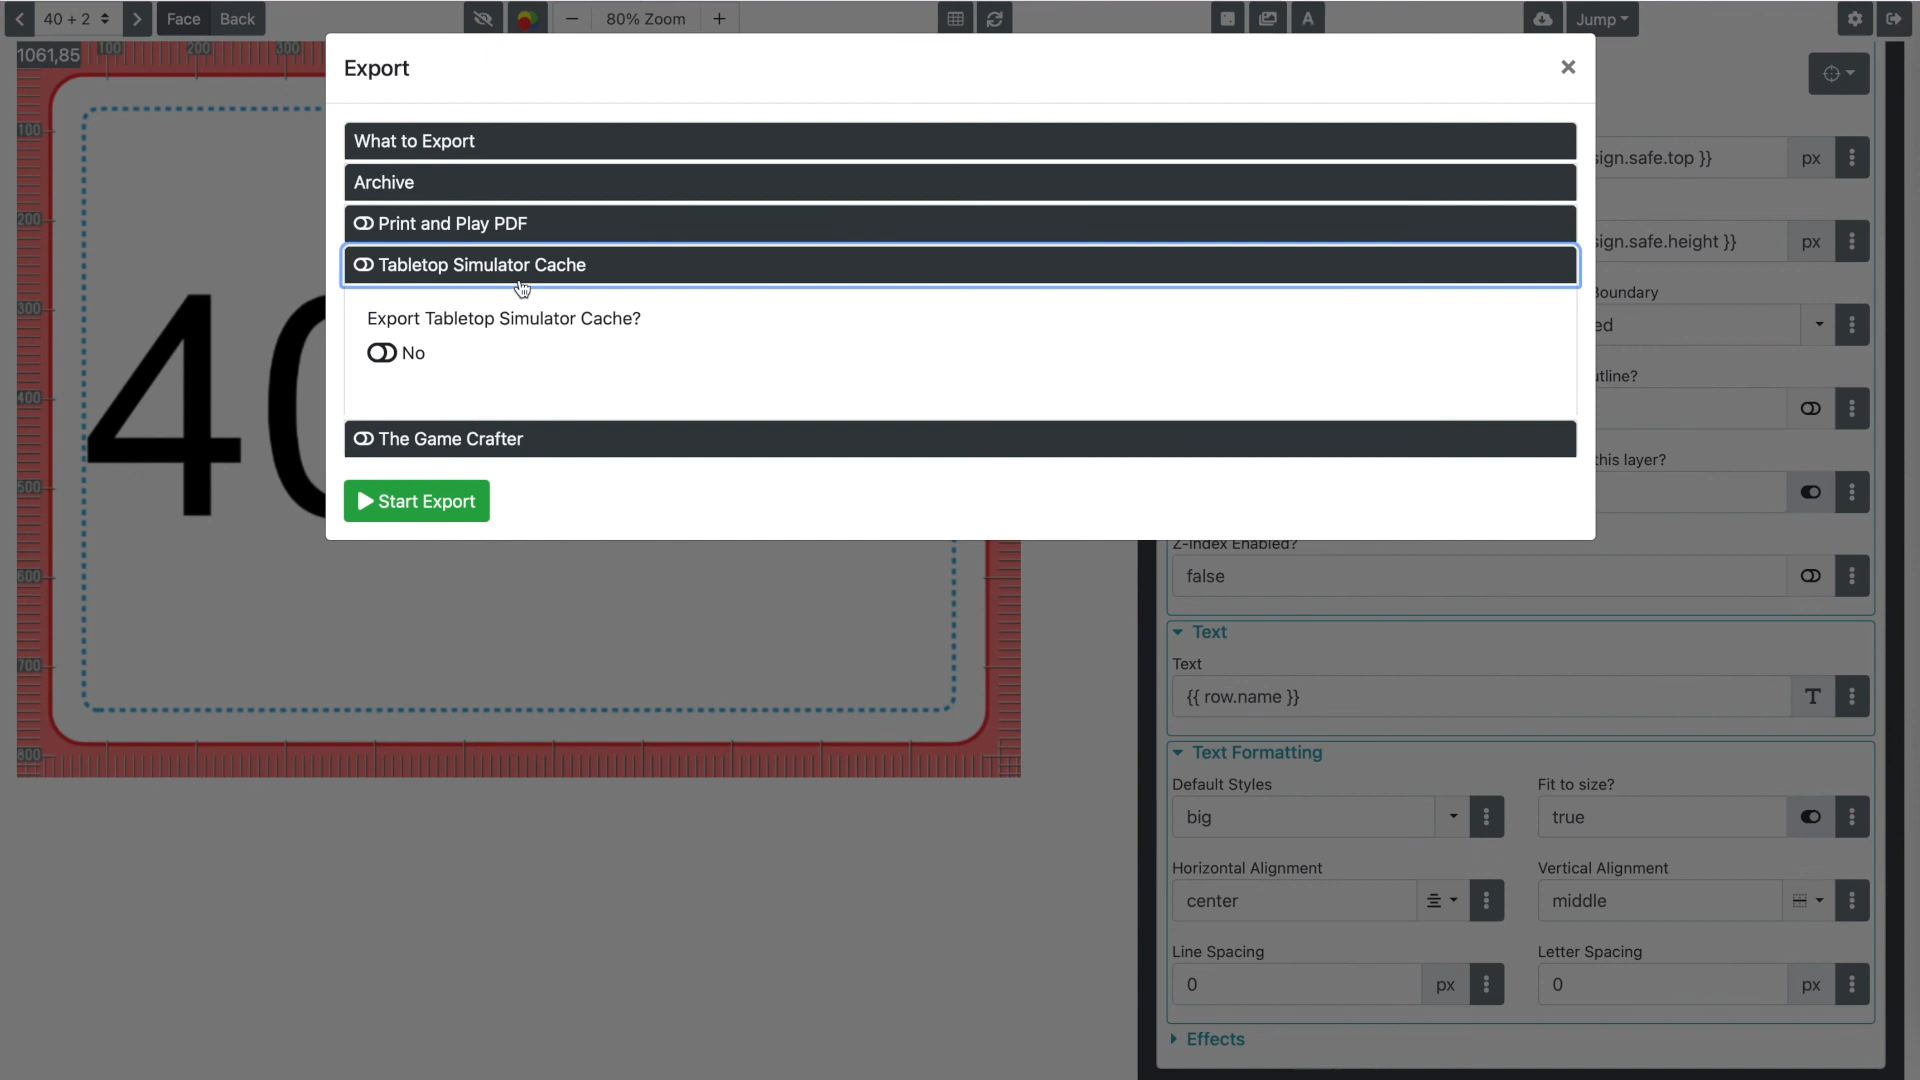 40 + 2
Face
Back
80% Zoom
A
Jump
1061,85
100
200
300
100
200
300
400
500
600
700
800
40
Export
×
What to Export
Archive
Print and Play PDF
Tabletop Simulator Cache
Export Tabletop Simulator Cache?
No
The Game Crafter
Start Export
sign.safe.top }}
px
sign.safe.height }}
px
Boundary
ed
utline?
this layer?
Z-Index Enabled?
false
Text
Text
{{ row.name }}
T
Text Formatting
Default Styles
Fit to size?
big
true
Horizontal Alignment
Vertical Alignment
center
middle
Line Spacing
Letter Spacing
0
px
0
px
Effects